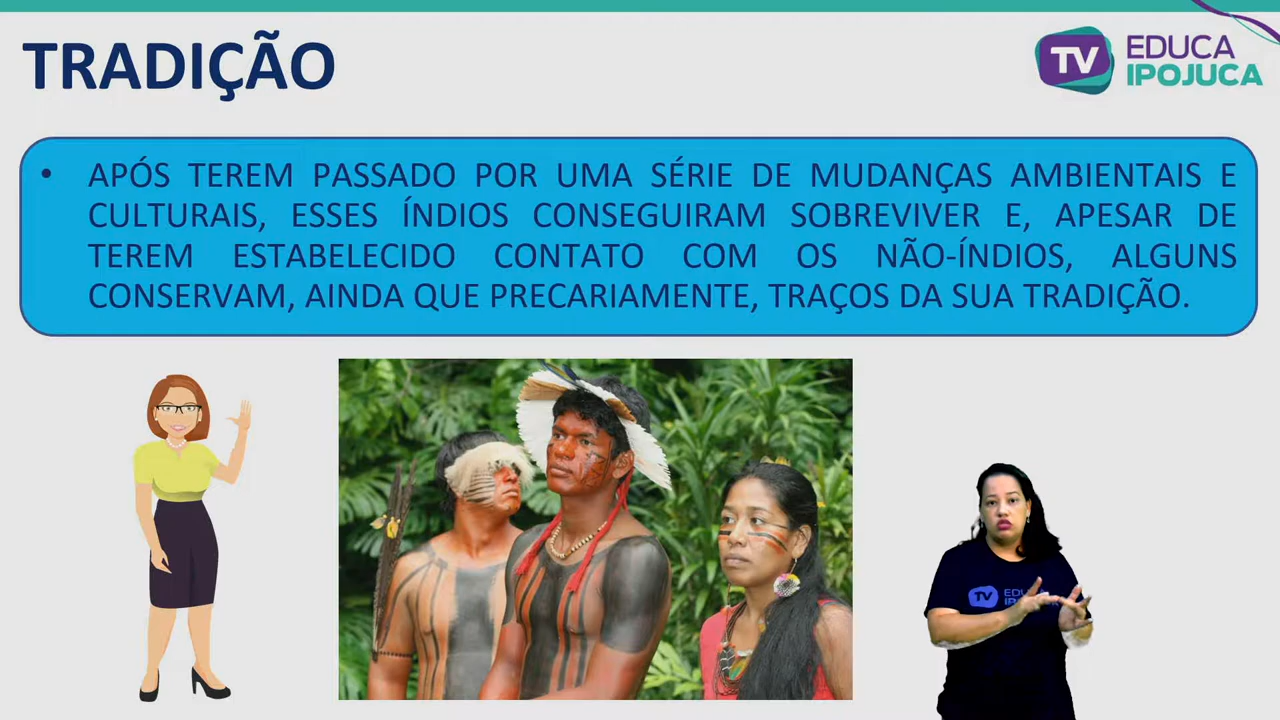 TRADIÇÃO
TV EDUCA
IPOJUCA
• APÓS TEREM PASSADO POR UMA SÉRIE DE MUDANÇAS AMBIENTAIS E
CULTURAIS, ESSES ÍNDIOS CONSEGUIRAM SOBREVIVER E, APESAR DE
TEREM ESTABELECIDO CONTATO COM OS NÃO-ÍNDIOS, ALGUNS
CONSERVAM, AINDA QUE PRECARIAMENTE, TRAÇOS DA SUA TRADIÇÃO.
TV